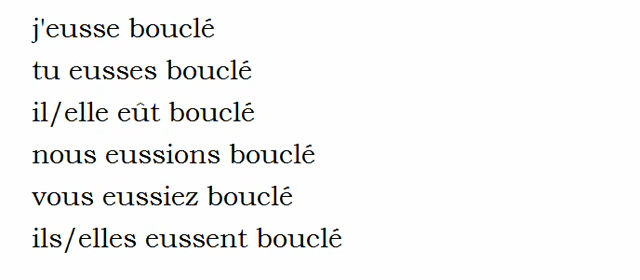 j'eusse bouclé
tu eusses bouclé
il/elle eût bouclé
nous eussions bouclé
vous eussiez bouclé
ils/elles eussent bouclé